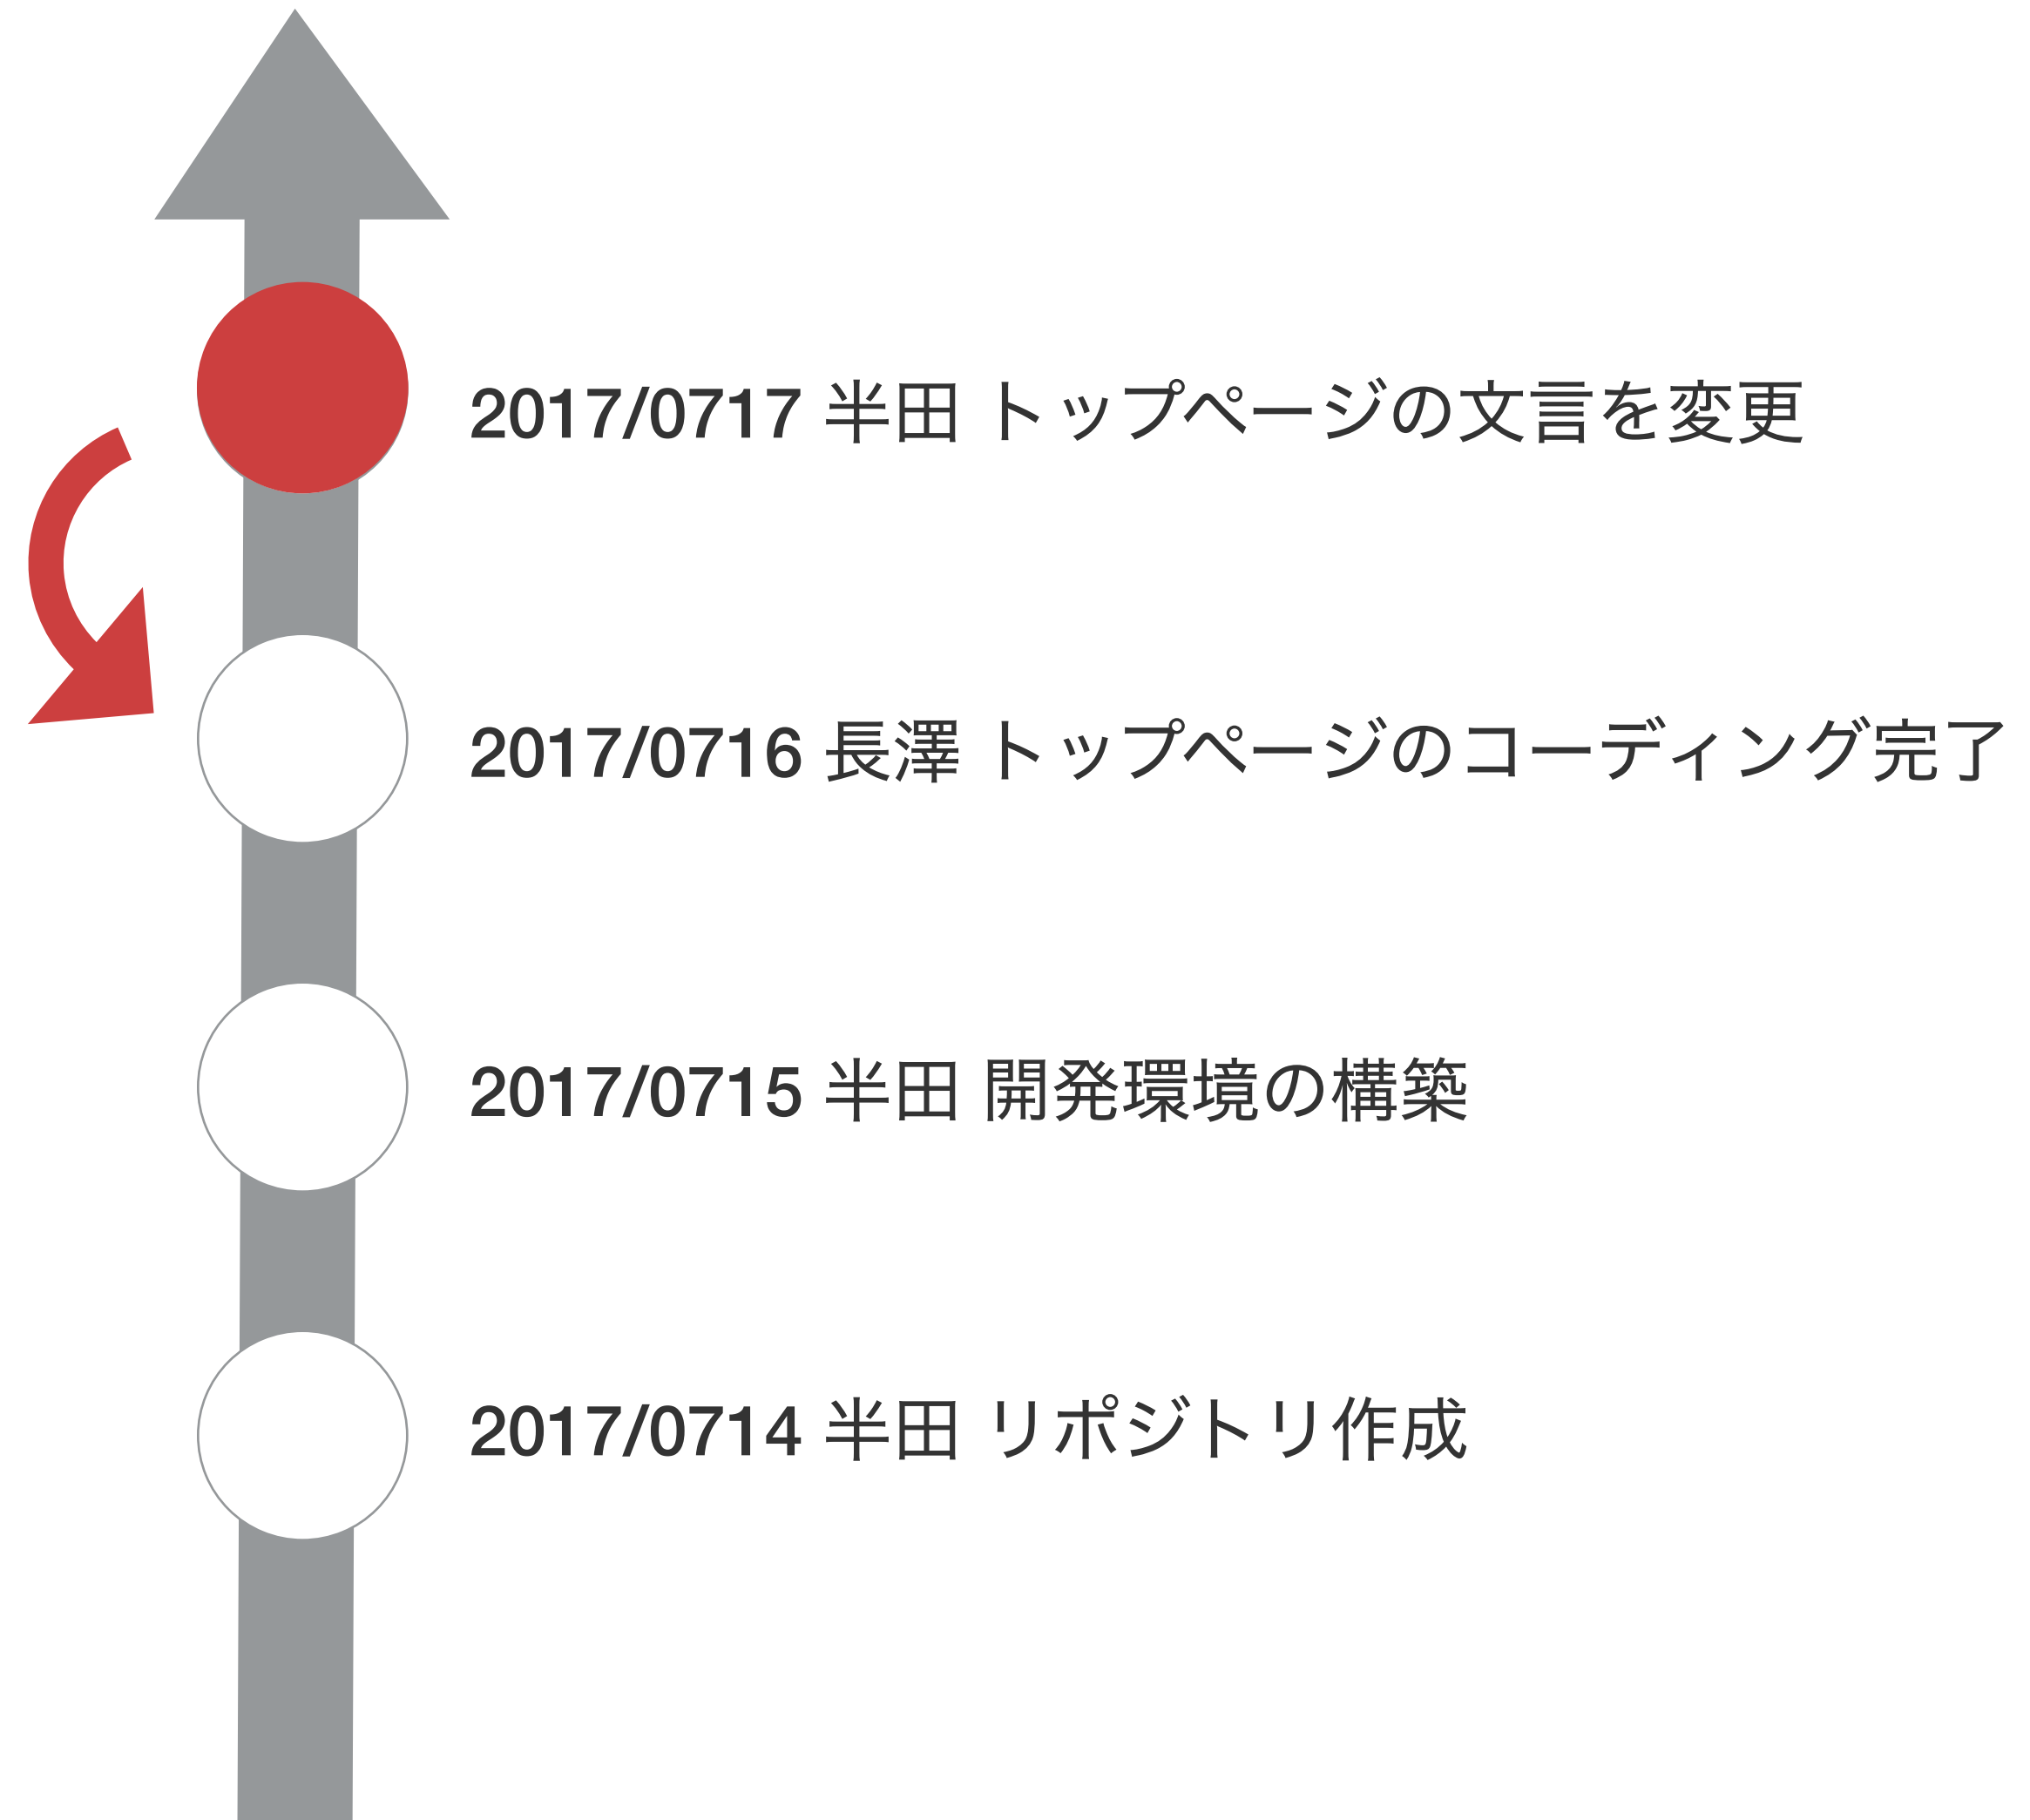 2017/0717 半田 トップページの文言を変更
2017/0716 長澤 トップページのコーディング完了
2017/0715 半田 開発環境の構築
2017/0714 半田 リポジトリ作成